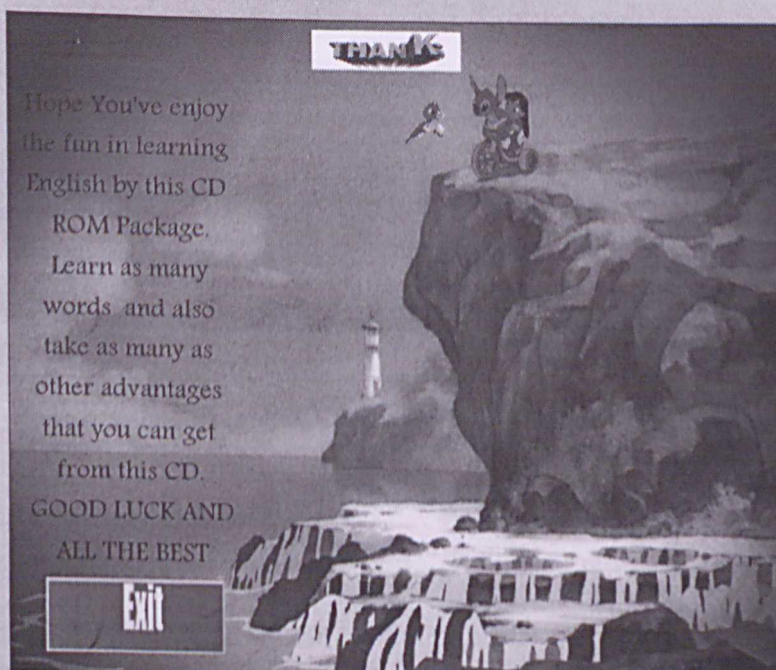 THANKS
Hope You've enjoy
the fun in learning
English by this CD
ROM Package.
Learn as many
words and also
take as many as
other advantages
that you can get
from this CD.
GOOD LUCK AND
ALL THE BEST
Exit